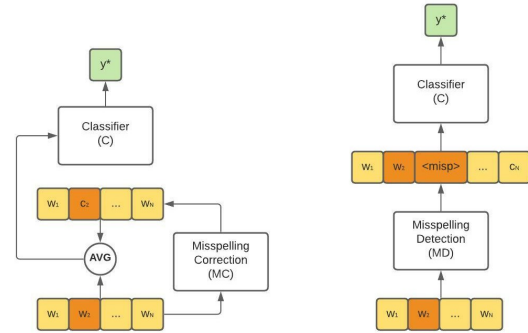 y*
Classifier
(C)
w₁ c₂ ... wₙ
AVG
Misspelling
Correction
(MC)
w₁ w₂ ... wₙ
y*
Classifier
(C)
w₁ w₂ <misp> ... cₙ
Misspelling
Detection
(MD)
w₁ w₂ ... wₙ